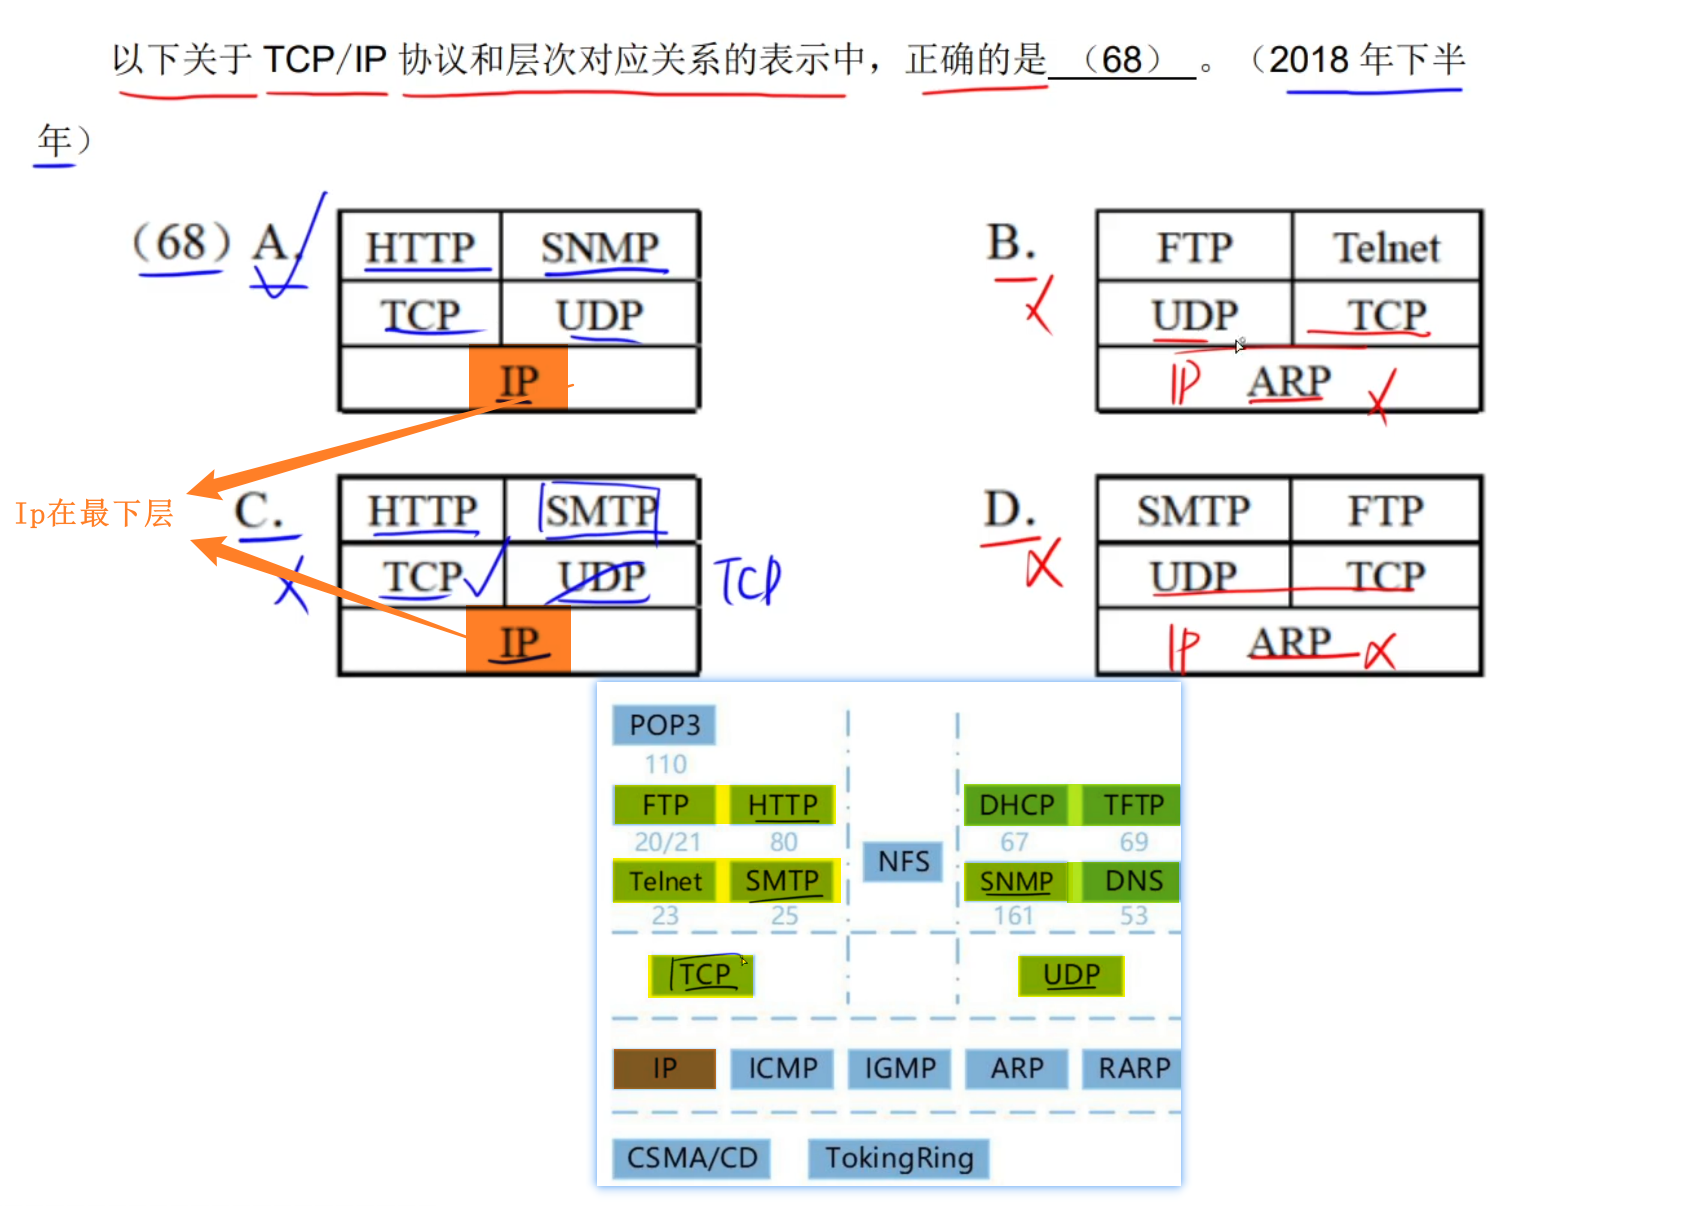 以下关于 TCP/IP 协议和层次对应关系的表示中，正确的是 （68） 。（2018 年下半
年）
（68）A.
HTTP SNMP
TCP UDP
IP
B.
FTP Telnet
UDP TCP
IP ARP
Ip在最下层
C.
HTTP SMTP
TCP UDP TCP
IP
D.
SMTP FTP
UDP TCP
IP ARP
POP3
110
FTP HTTP DHCP TFTP
20/21 80 67 69
NFS
Telnet SMTP SNMP DNS
23 25 161 53
TCP UDP
IP ICMP IGMP ARP RARP
CSMA/CD TokingRing